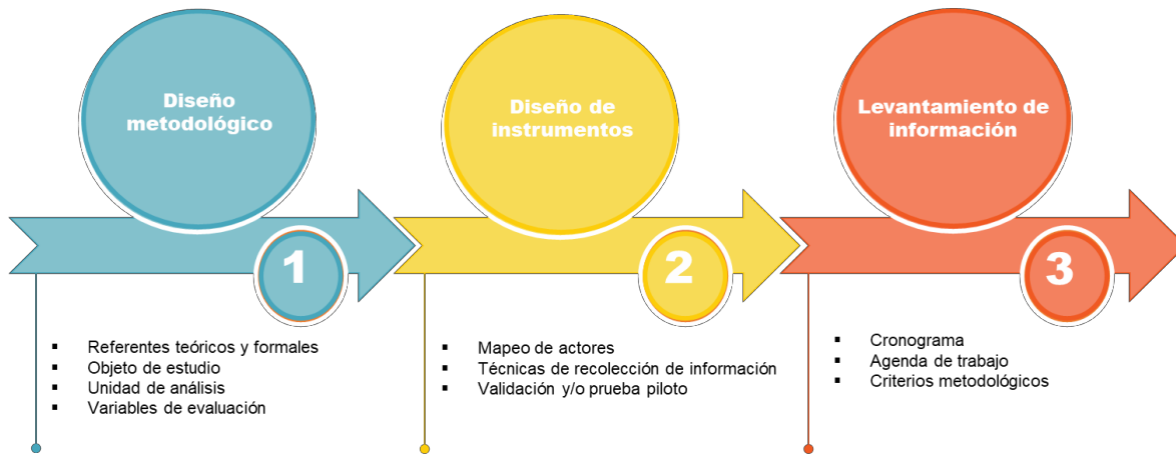 Diseño
metodológico
1
▪ Referentes teóricos y formales
▪ Objeto de estudio
▪ Unidad de análisis
▪ Variables de evaluación
Diseño de
instrumentos
2
▪ Mapeo de actores
▪ Técnicas de recolección de información
▪ Validación y/o prueba piloto
Levantamiento de
información
3
▪ Cronograma
▪ Agenda de trabajo
▪ Criterios metodológicos